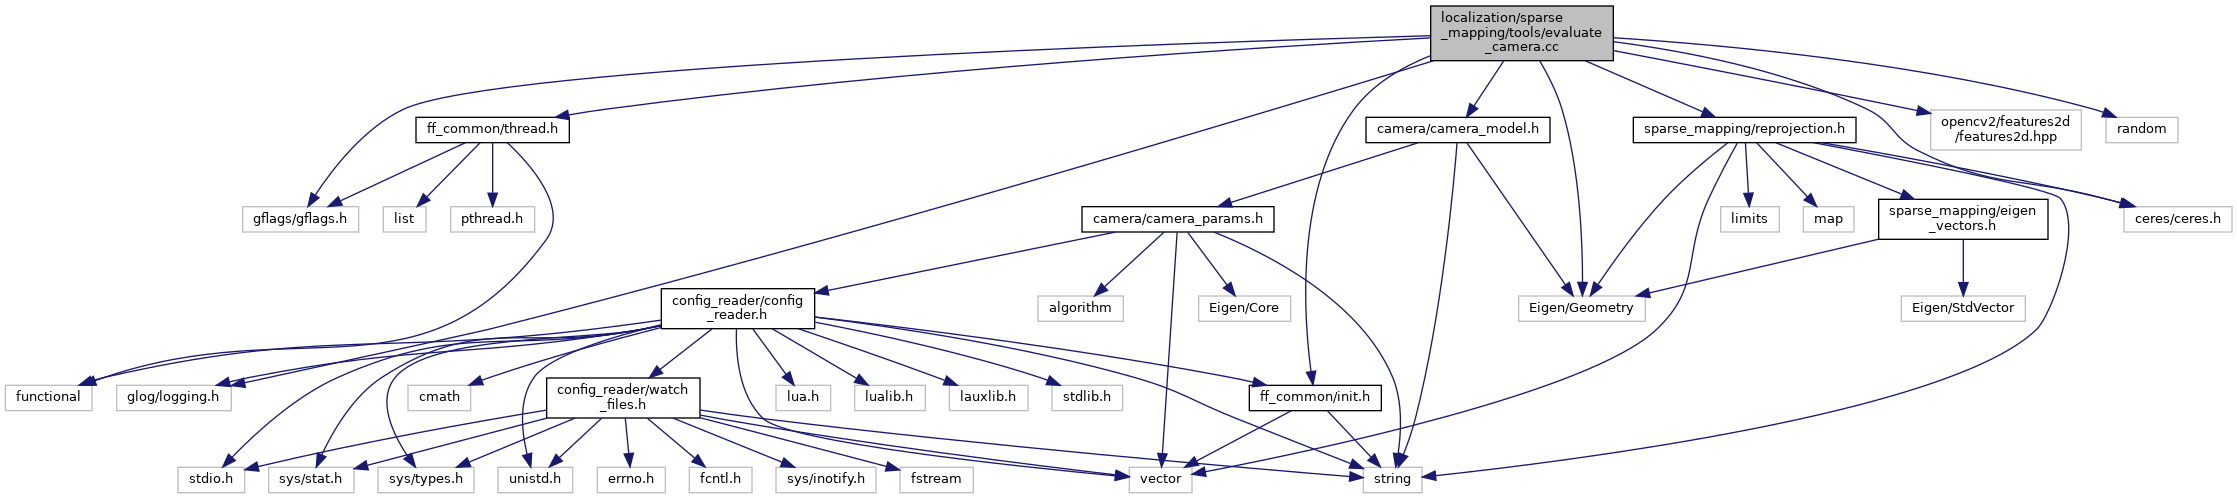 localization/sparse
_mapping/tools/evaluate
_camera.cc
ff_common/thread.h
camera/camera_model.h
sparse_mapping/reprojection.h
opencv2/features2d
/features2d.hpp
random
gflags/gflags.h
list
pthread.h
camera/camera_params.h
limits
map
sparse_mapping/eigen
_vectors.h
ceres/ceres.h
config_reader/config
_reader.h
algorithm
Eigen/Core
Eigen/Geometry
Eigen/StdVector
functional
glog/logging.h
cmath
config_reader/watch
_files.h
lua.h
lualib.h
lauxlib.h
stdlib.h
ff_common/init.h
stdio.h
sys/stat.h
sys/types.h
unistd.h
errno.h
fcntl.h
sys/inotify.h
fstream
vector
string